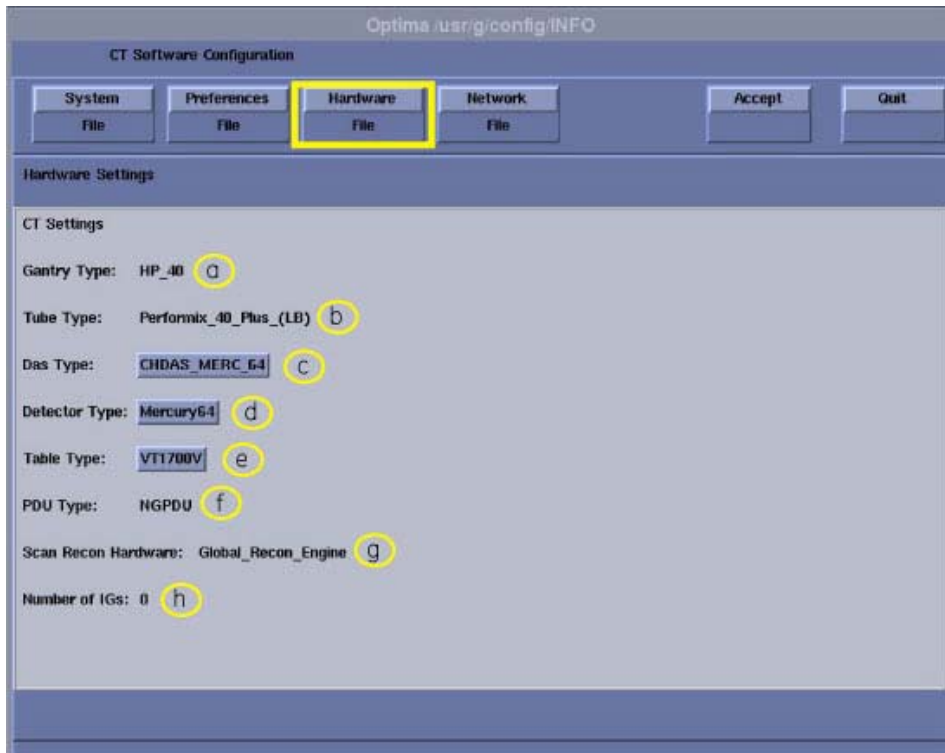 Optima /usr/g/config/INFO
CT Software Configuration
System Preferences Hardware Network Accept Quit
File File File File
Hardware Settings
CT Settings
Gantry Type: HP_40 a
Tube Type: Performix_40_Plus_(LB) b
Das Type: CHDAS_MERC_64 c
Detector Type: Mercury64 d
Table Type: VT1700V e
PDU Type: NGPDU f
Scan Recon Hardware: Global_Recon_Engine g
Number of IGs: 0 h